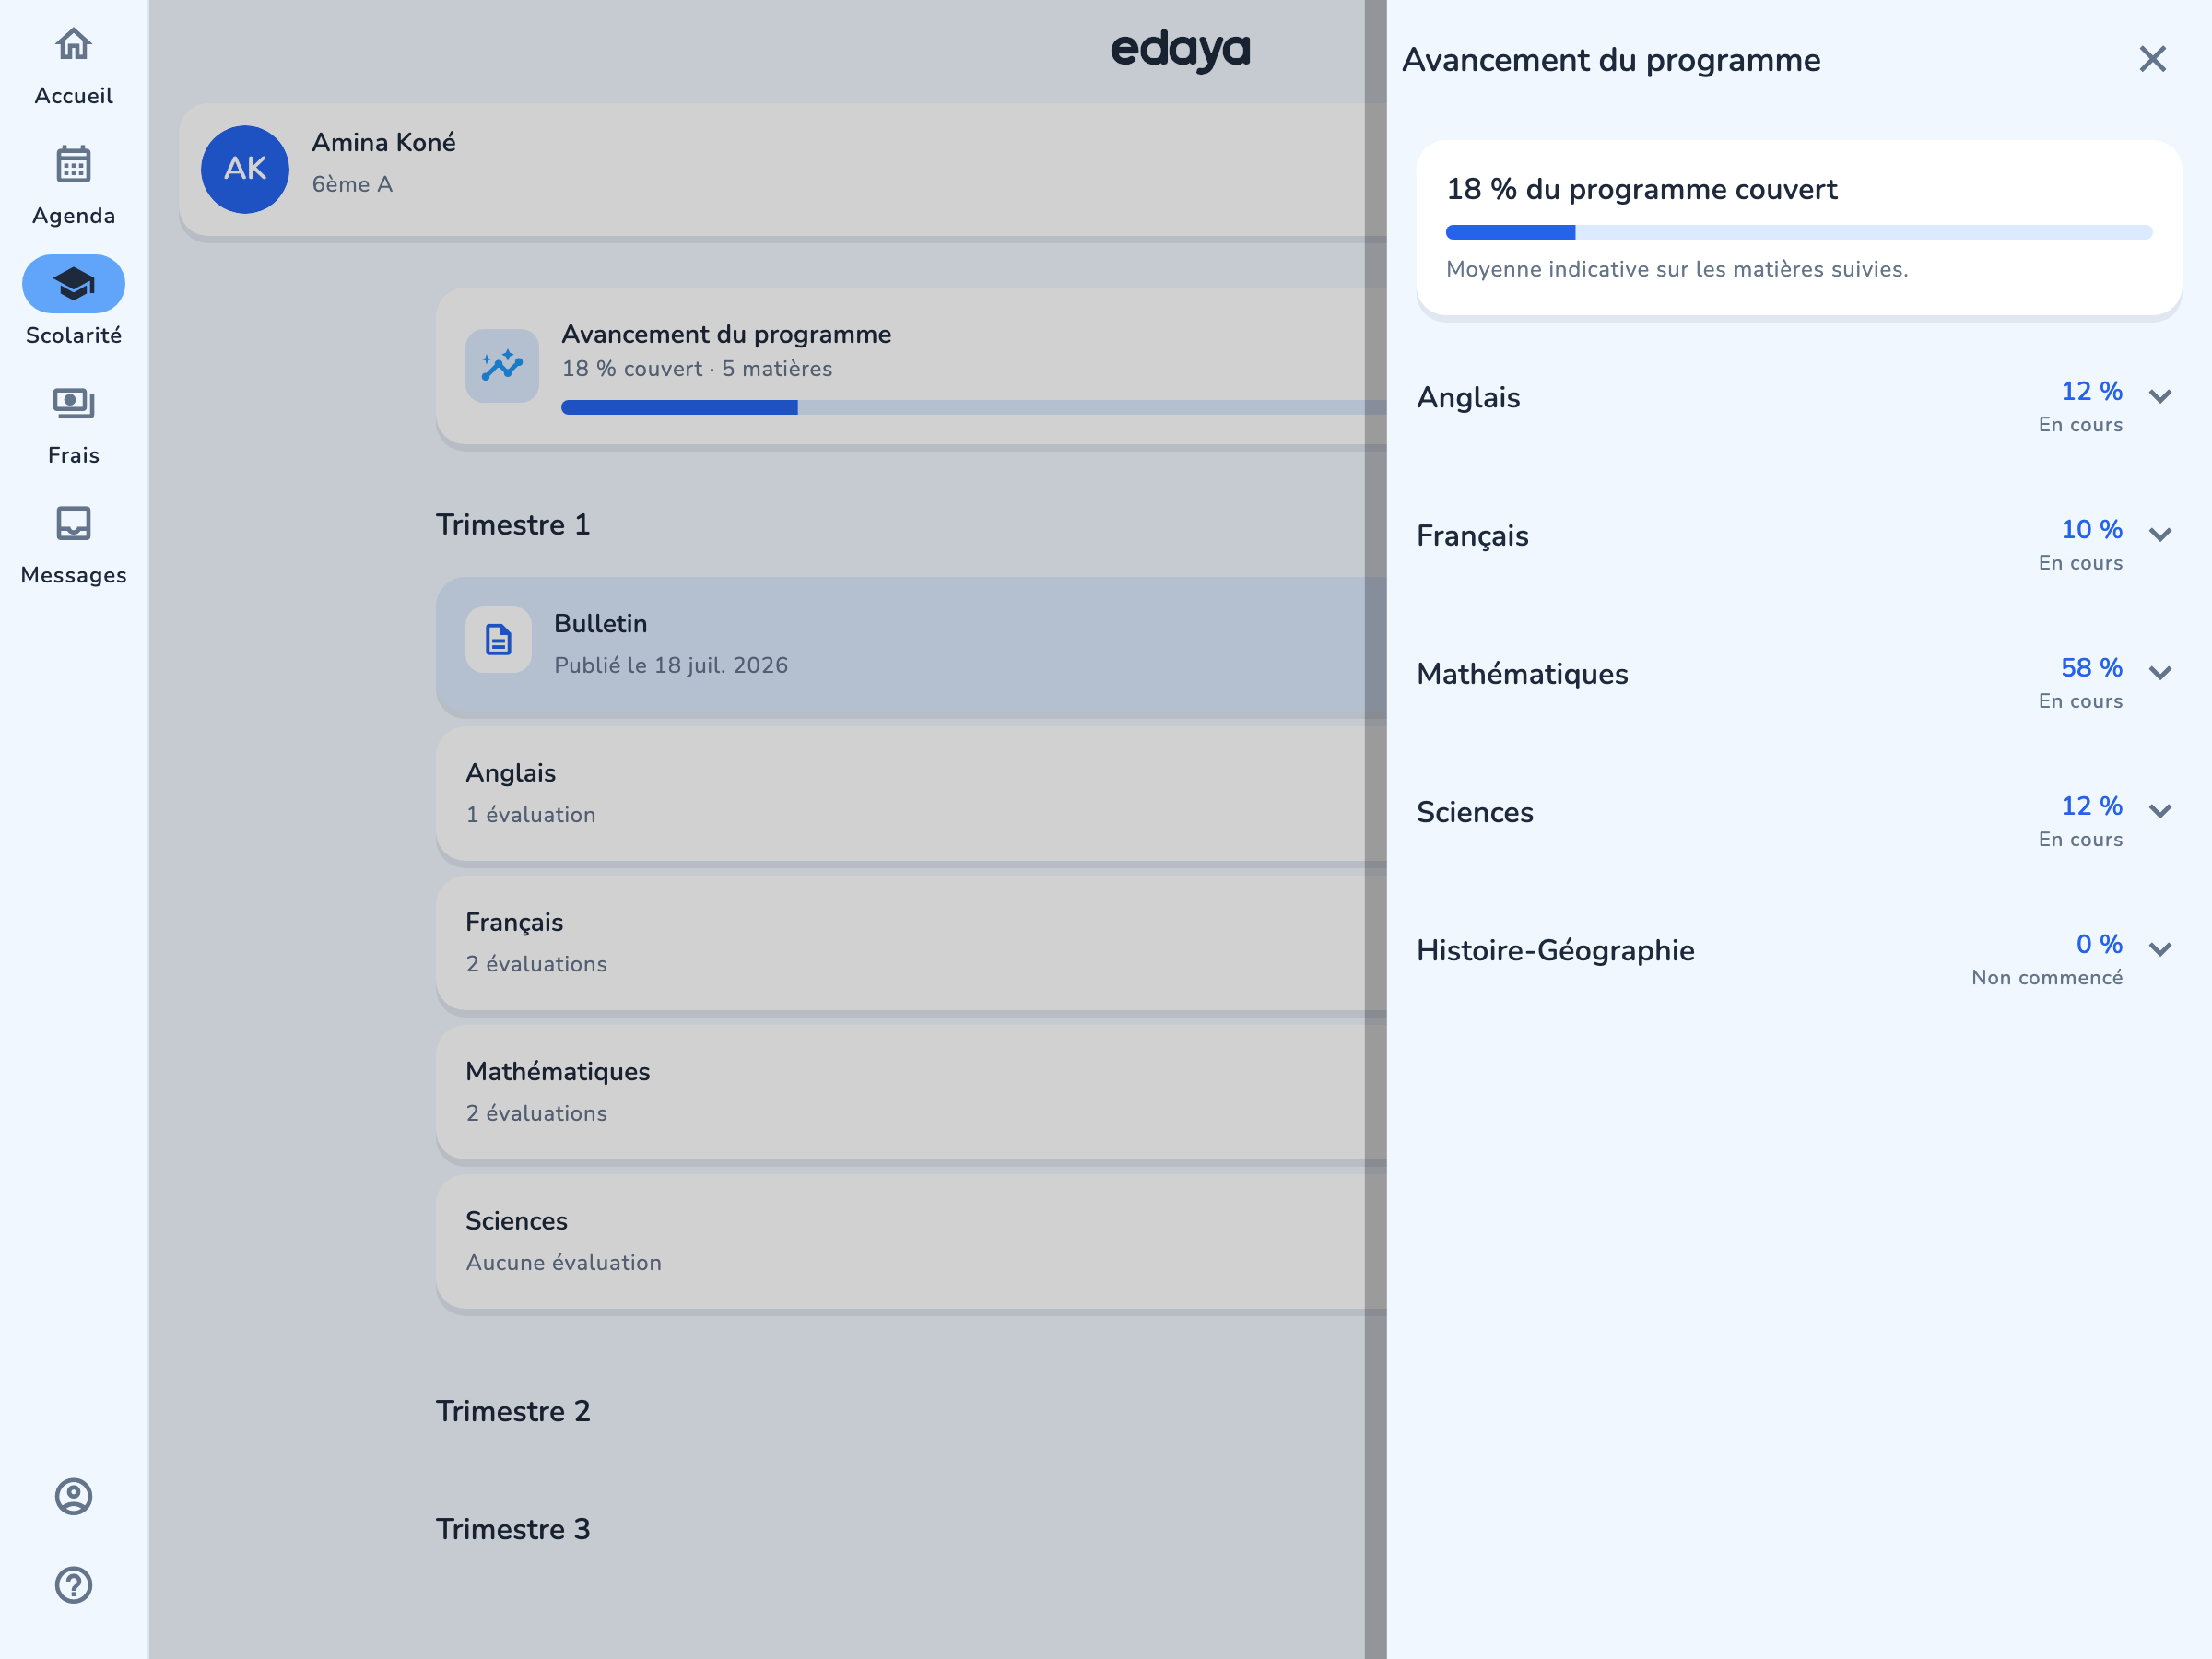 Accueil
Agenda
Scolarité
Frais
Messages
edaya
AK
Amina Koné
6ème A
Avancement du programme
18 % couvert · 5 matières
Trimestre 1
Bulletin
Publié le 18 juil. 2026
Anglais
1 évaluation
Français
2 évaluations
Mathématiques
2 évaluations
Sciences
Aucune évaluation
Trimestre 2
Trimestre 3
Avancement du programme
18 % du programme couvert
Moyenne indicative sur les matières suivies.
Anglais
12 %
En cours
Français
10 %
En cours
Mathématiques
58 %
En cours
Sciences
12 %
En cours
Histoire-Géographie
0 %
Non commencé